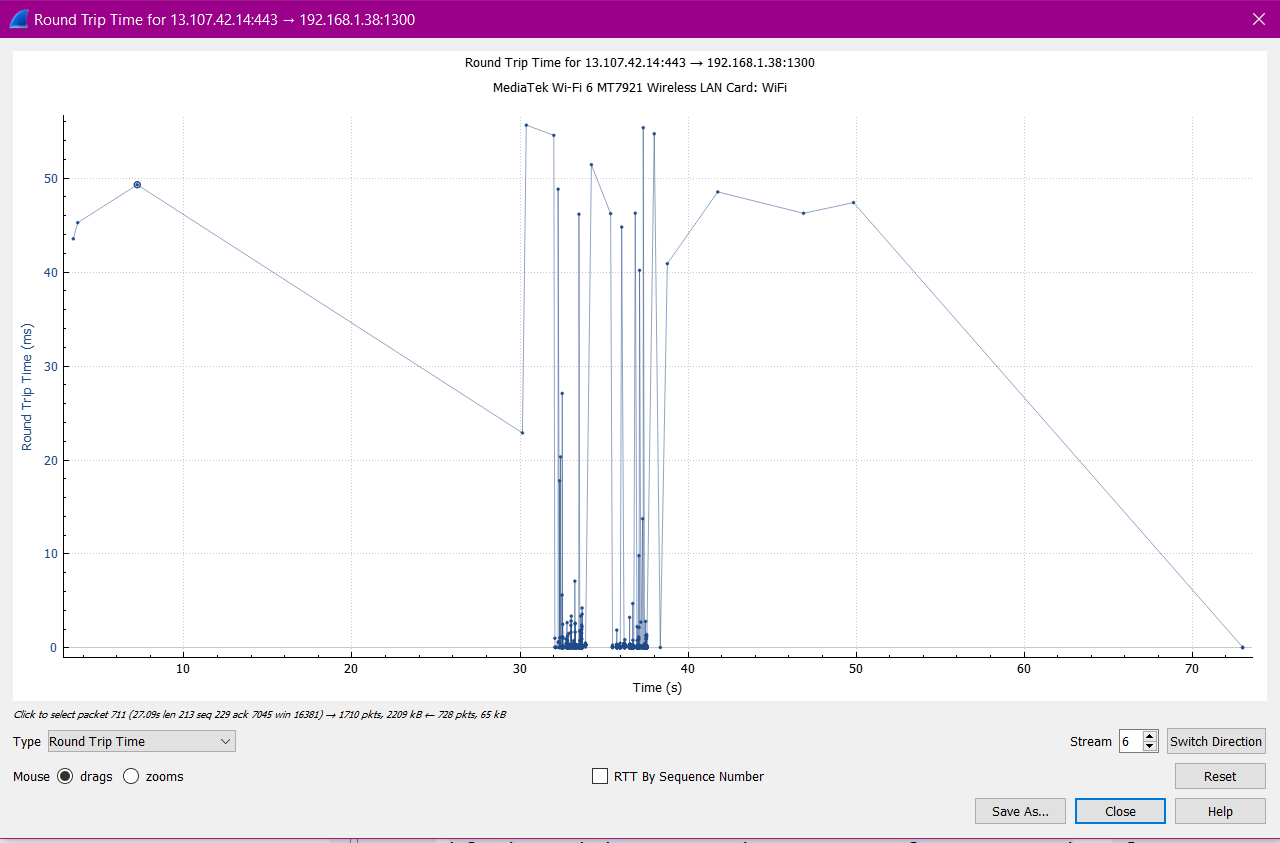 Round Trip Time for 13.107.42.14:443 → 192.168.1.38:1300
Round Trip Time for 13.107.42.14:443 → 192.168.1.38:1300
MediaTek Wi-Fi 6 MT7921 Wireless LAN Card: WiFi
Round Trip Time (ms)
50
40
30
20
10
0
10 20 30 40 50 60 70
Time (s)
Click to select packet 711 (27.09s len 213 seq 229 ack 7045 win 16381) → 1710 pkts, 2209 kB ← 728 pkts, 65 kB
Type Round Trip Time Stream 6 Switch Direction
Mouse drags zooms RTT By Sequence Number Reset
Save As... Close Help